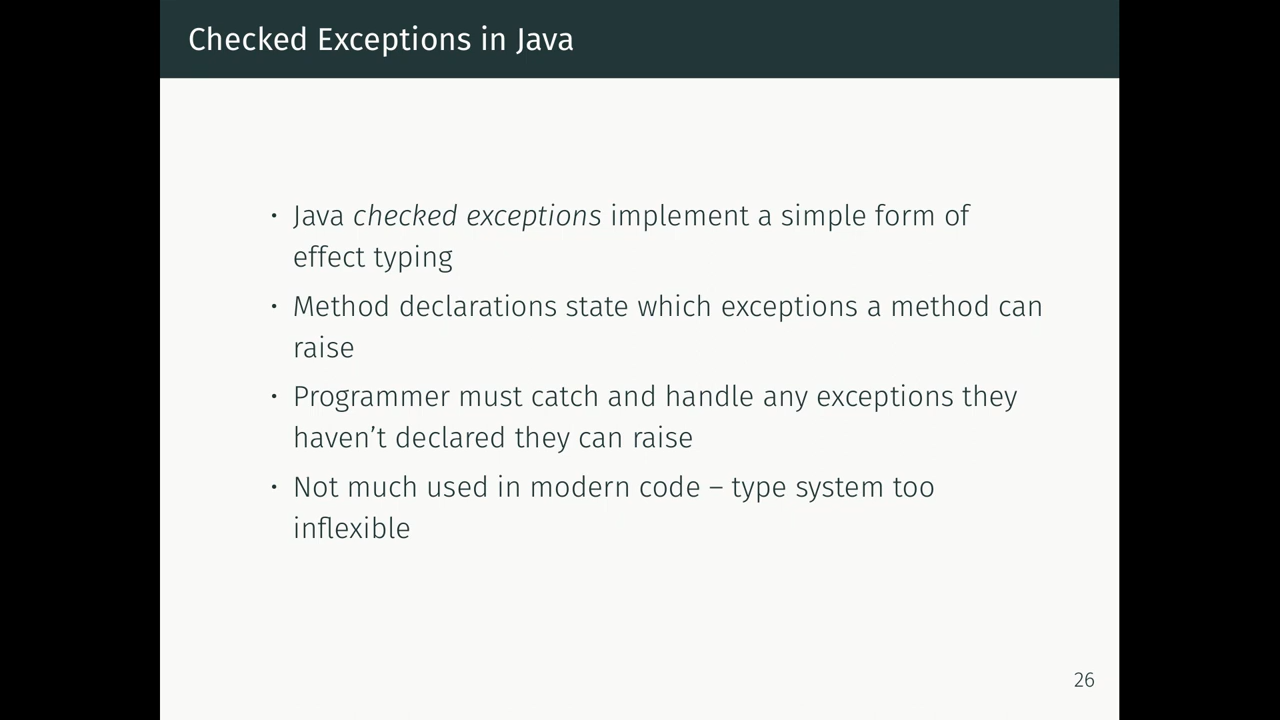 Checked Exceptions in Java
· Java checked exceptions implement a simple form of
effect typing
· Method declarations state which exceptions a method can
raise
· Programmer must catch and handle any exceptions they
haven’t declared they can raise
· Not much used in modern code – type system too
inflexible
26